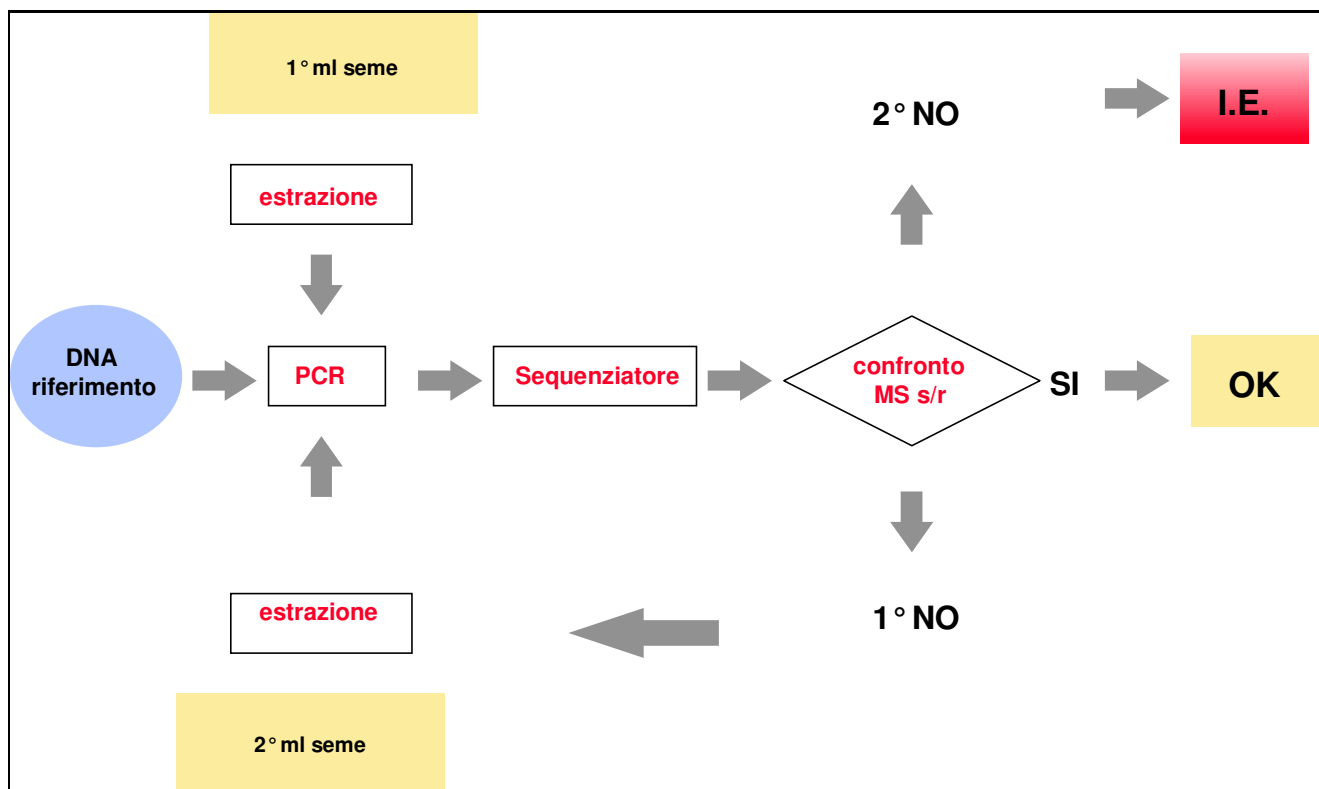 1° ml seme
estrazione
2° NO
I.E.
DNA
riferimento
PCR
Sequenziatore
confronto
MS s/r
SI
OK
estrazione
1° NO
2° ml seme